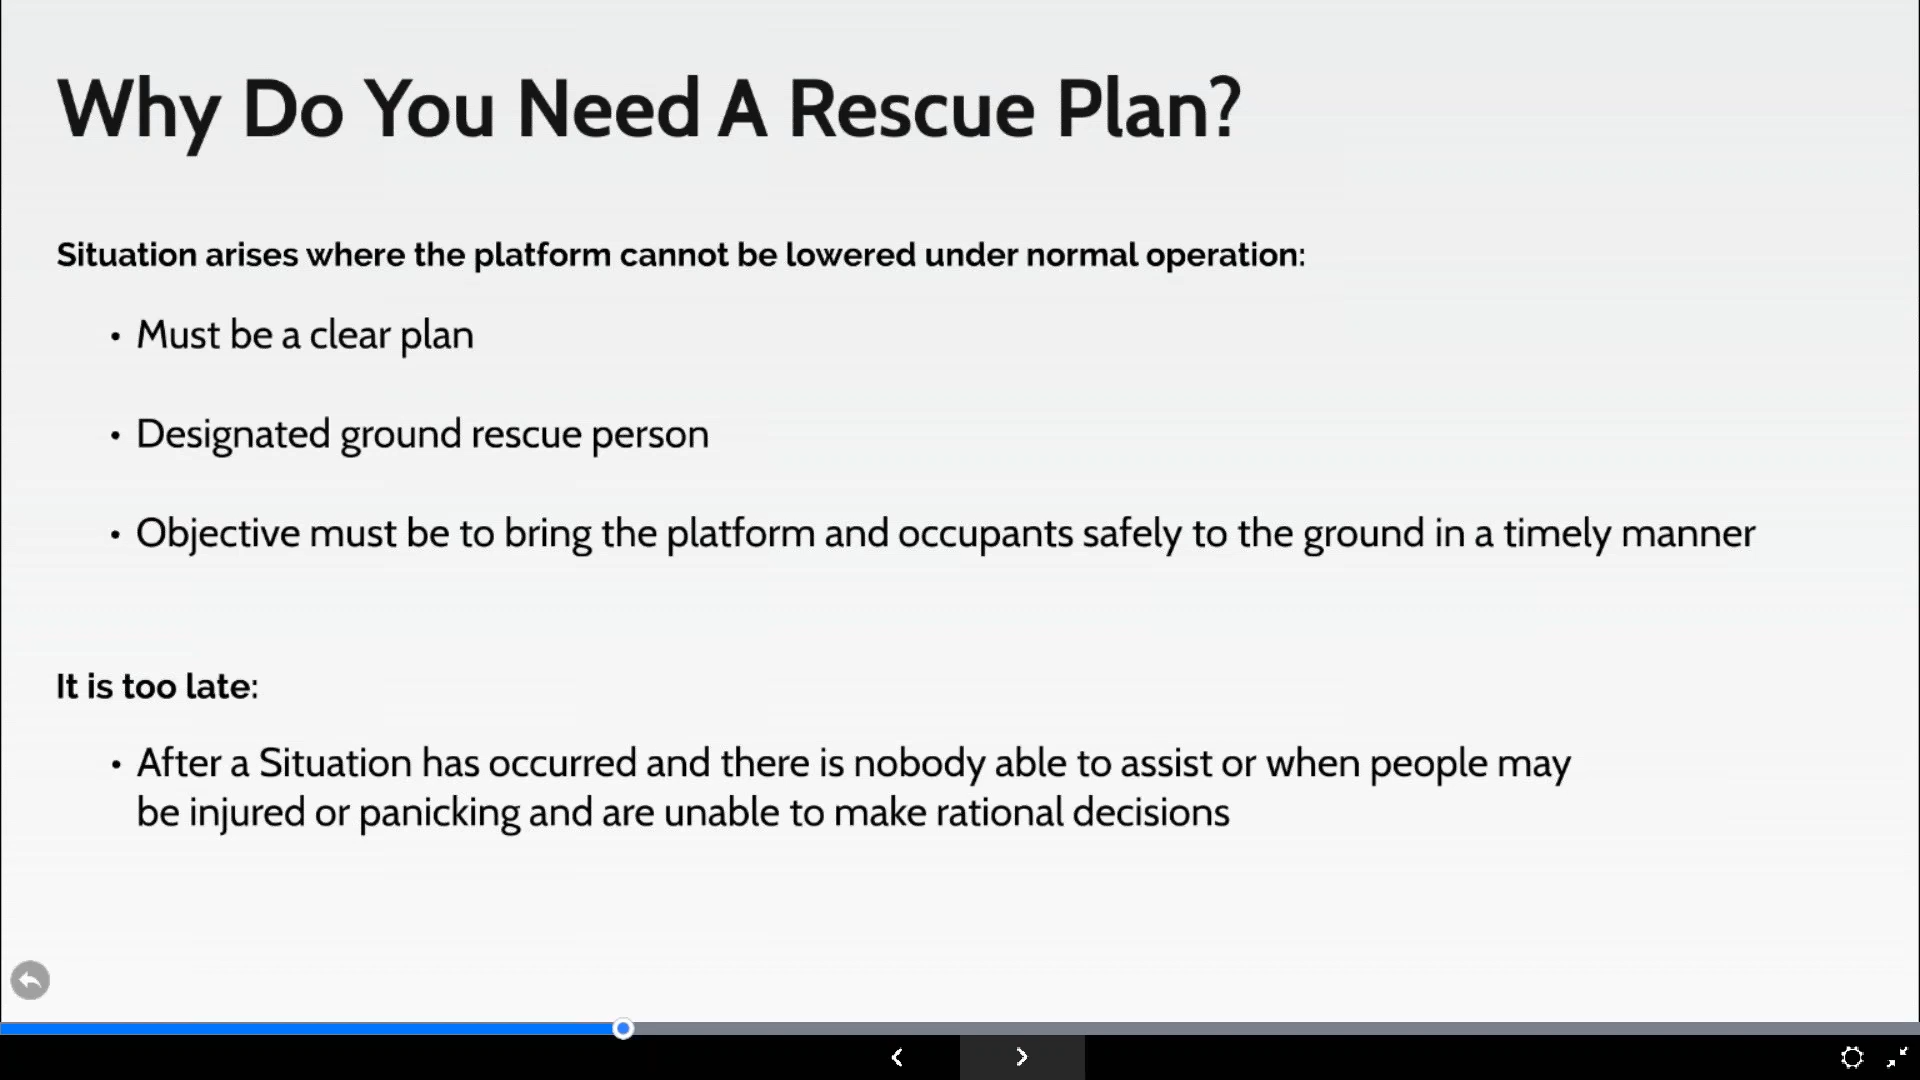 Why Do You Need A Rescue Plan?
Situation arises where the platform cannot be lowered under normal operation:
• Must be a clear plan
• Designated ground rescue person
• Objective must be to bring the platform and occupants safely to the ground in a timely manner
It is too late:
• After a Situation has occurred and there is nobody able to assist or when people may
be injured or panicking and are unable to make rational decisions